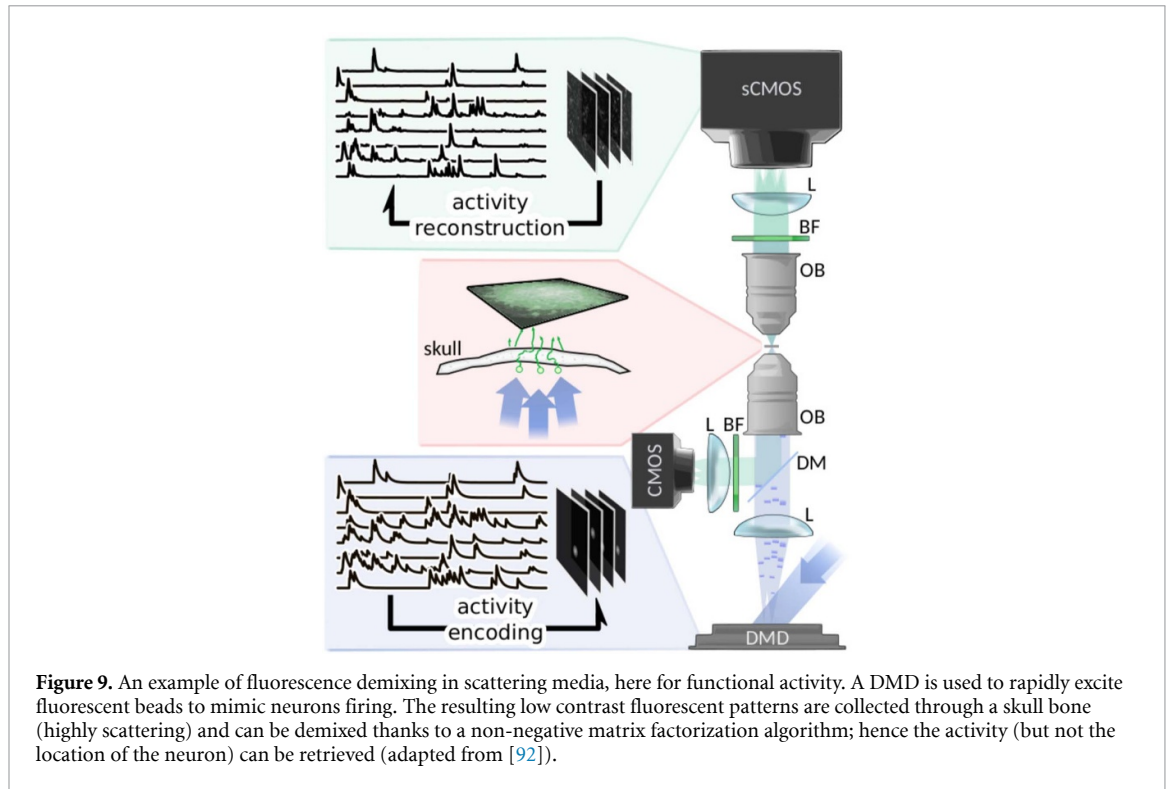 sCMOS
L
BF
OB
activity
reconstruction
skull
OB
L BF
DM
CMOS
L
activity
encoding
DMD
Figure 9. An example of fluorescence demixing in scattering media, here for functional activity. A DMD is used to rapidly excite
fluorescent beads to mimic neurons firing. The resulting low contrast fluorescent patterns are collected through a skull bone
(highly scattering) and can be demixed thanks to a non-negative matrix factorization algorithm; hence the activity (but not the
location of the neuron) can be retrieved (adapted from [92]).